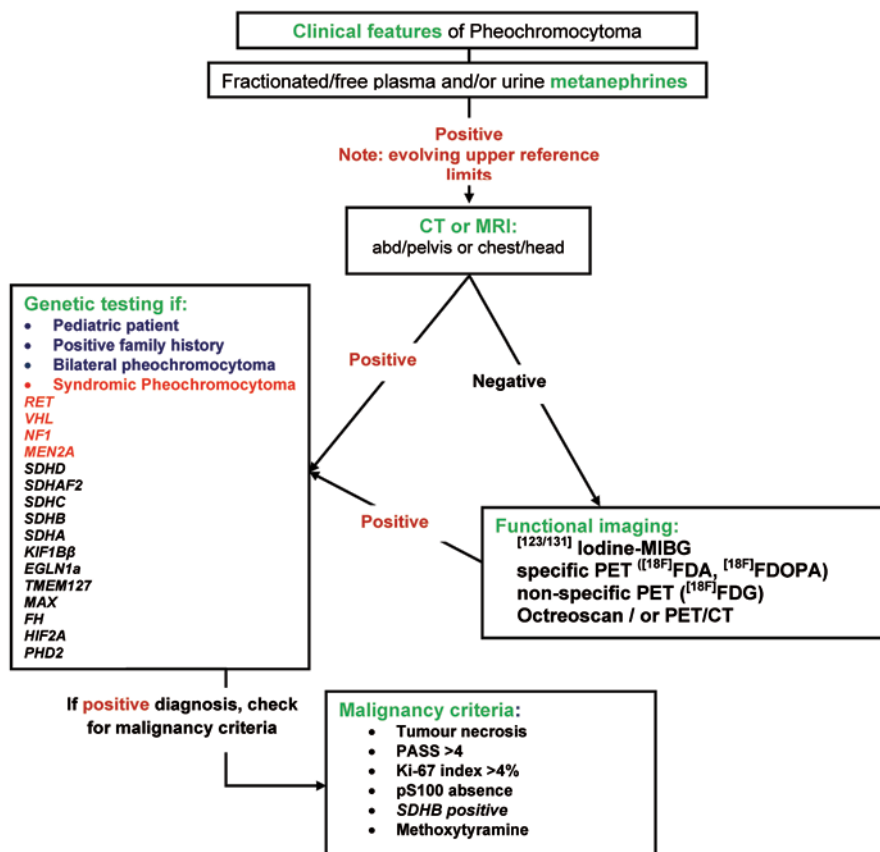 Clinical features of Pheochromocytoma
Fractionated/free plasma and/or urine metanephrines
Positive
Note: evolving upper reference
limits
CT or MRI:
abd/pelvis or chest/head
Positive
Negative
Genetic testing if:
• Pediatric patient
• Positive family history
• Bilateral pheochromocytoma
• Syndromic Pheochromocytoma
RET
VHL
NF1
MEN2A
SDHD
SDHAF2
SDHC
SDHB
SDHA
KIF1Bβ
EGLN1a
TMEM127
MAX
FH
HIF2A
PHD2
Positive
Functional imaging:
[123/131] Iodine-MIBG
specific PET ([18F]FDA, [18F]FDOPA)
non-specific PET ([18F]FDG)
Octreoscan / or PET/CT
If positive diagnosis, check
for malignancy criteria
Malignancy criteria:
• Tumour necrosis
• PASS >4
• Ki-67 index >4%
• pS100 absence
• SDHB positive
• Methoxytyramine